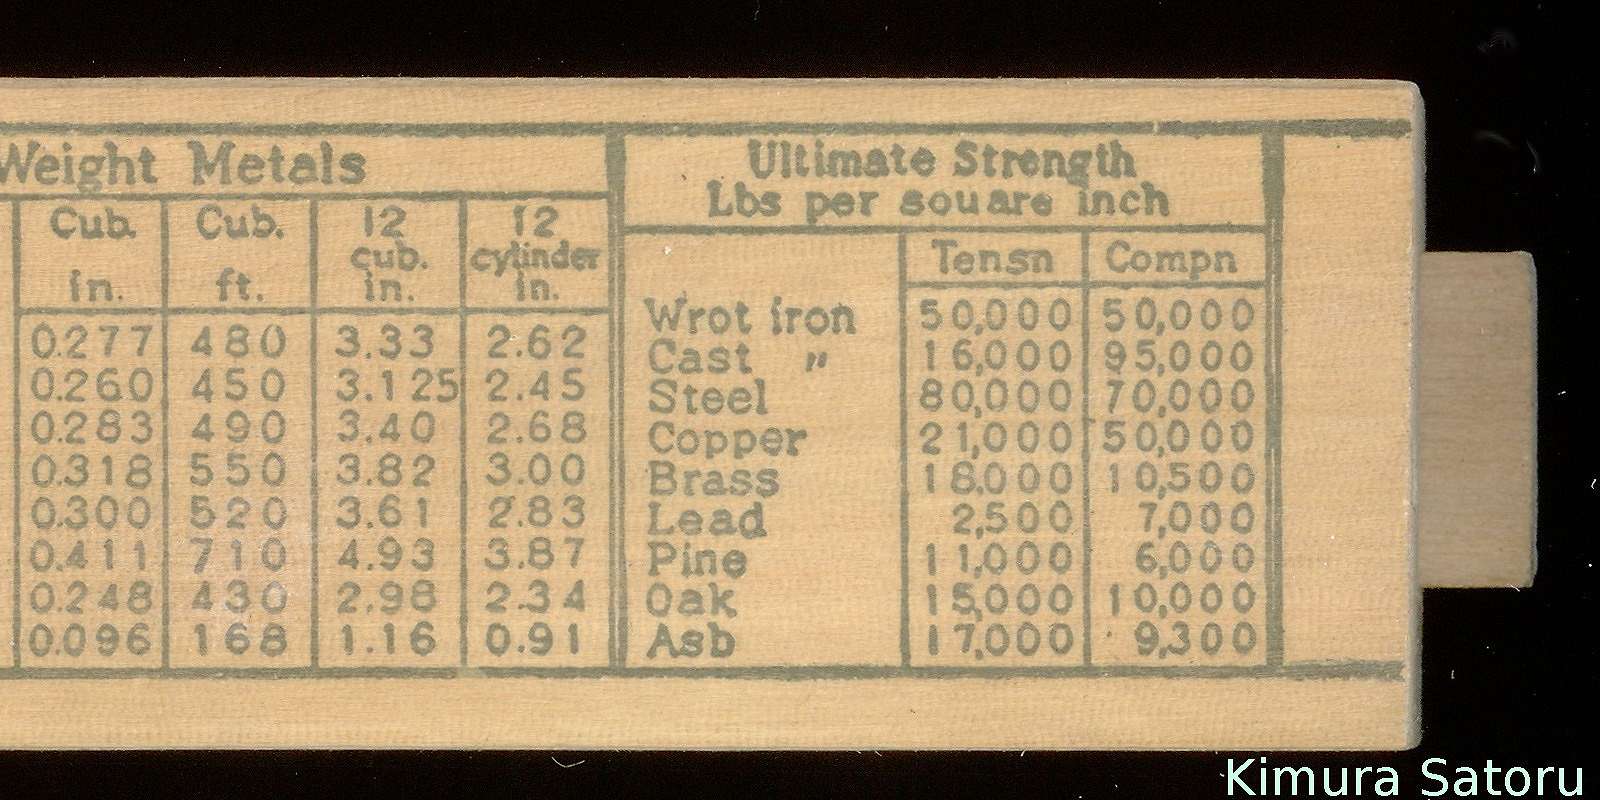 Weight Metals
Cub. in. Cub. ft. 12 cub. in. 12 cylinder in.
0.277 480 3.33 2.62
0.260 450 3.125 2.45
0.283 490 3.40 2.68
0.318 550 3.82 3.00
0.300 520 3.61 2.83
0.411 710 4.93 3.87
0.248 430 2.98 2.34
0.096 168 1.16 0.91
Ultimate Strength
Lbs per souare inch
Tensn Compn
Wrot iron 50,000 50,000
Cast 〃 16,000 95,000
Steel 80,000 70,000
Copper 21,000 50,000
Brass 18,000 10,500
Lead 2,500 7,000
Pine 11,000 6,000
Oak 15,000 10,000
Asb 17,000 9,300
Kimura Satoru